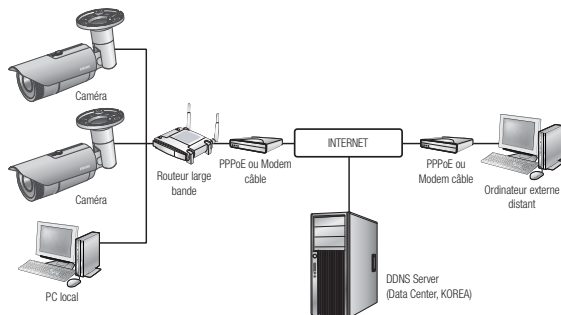 Caméra
Caméra
PC local
Routeur large
bande
PPPoE ou Modem
câble
INTERNET
DDNS Server
(Data Center, KOREA)
PPPoE ou
Modem câble
Ordinateur externe
distant